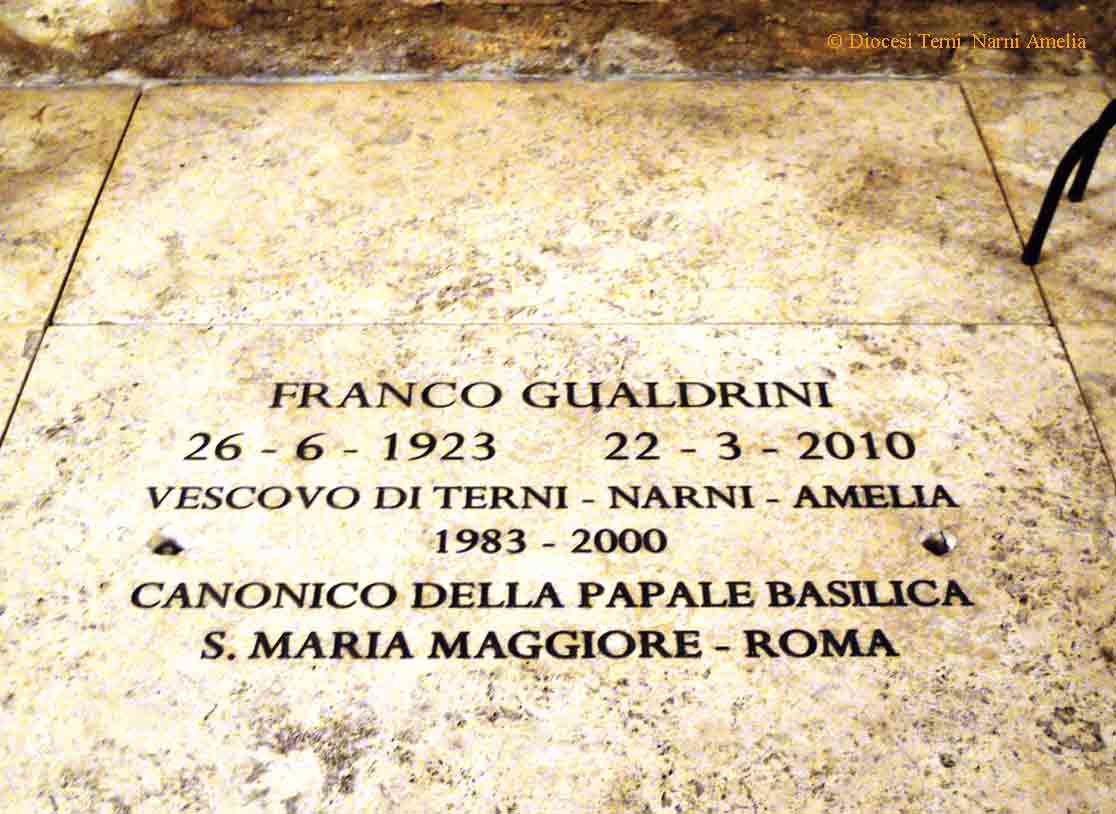 © Diocesi Terni Narni Amelia
FRANCO GUALDRINI
26 - 6 - 1923 22 - 3 - 2010
VESCOVO DI TERNI - NARNI - AMELIA
1983 - 2000
CANONICO DELLA PAPALE BASILICA
S. MARIA MAGGIORE - ROMA